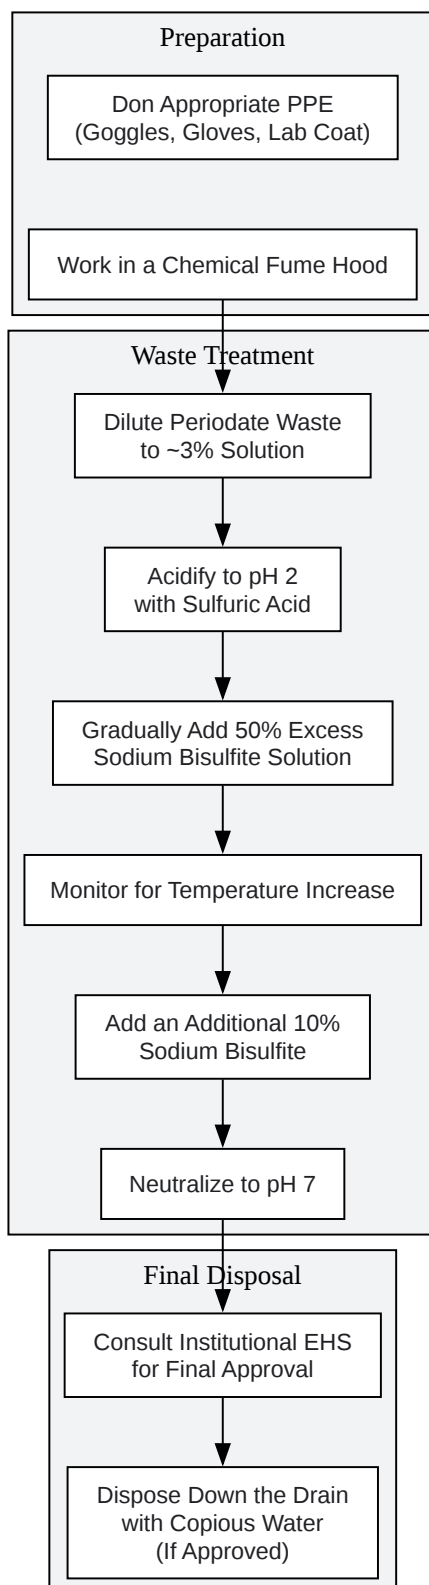 Preparation
Don Appropriate PPE
(Goggles, Gloves, Lab Coat)
Work in a Chemical Fume Hood
Waste Treatment
Dilute Periodate Waste
to ~3% Solution
Acidify to pH 2
with Sulfuric Acid
Gradually Add 50% Excess
Sodium Bisulfite Solution
Monitor for Temperature Increase
Add an Additional 10%
Sodium Bisulfite
Neutralize to pH 7
Final Disposal
Consult Institutional EHS
for Final Approval
Dispose Down the Drain
with Copious Water
(If Approved)